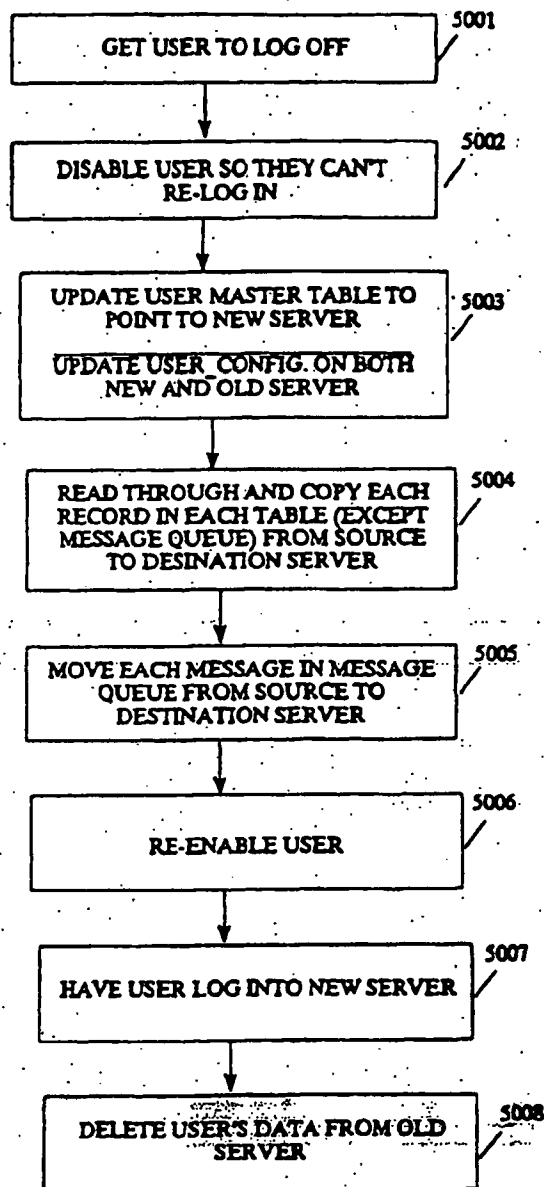 5001
GET USER TO LOG OFF
5002
DISABLE USER SO THEY CAN'T
RE-LOG IN
5003
UPDATE USER MASTER TABLE TO
POINT TO NEW SERVER
UPDATE USER_CONFIG. ON BOTH
NEW AND OLD SERVER
5004
READ THROUGH AND COPY EACH
RECORD IN EACH TABLE (EXCEPT
MESSAGE QUEUE) FROM SOURCE
TO DESINATION SERVER
5005
MOVE EACH MESSAGE IN MESSAGE
QUEUE FROM SOURCE TO
DESTINATION SERVER
5006
RE-ENABLE USER
5007
HAVE USER LOG INTO NEW SERVER
5008
DELETE USER'S DATA FROM OLD
SERVER